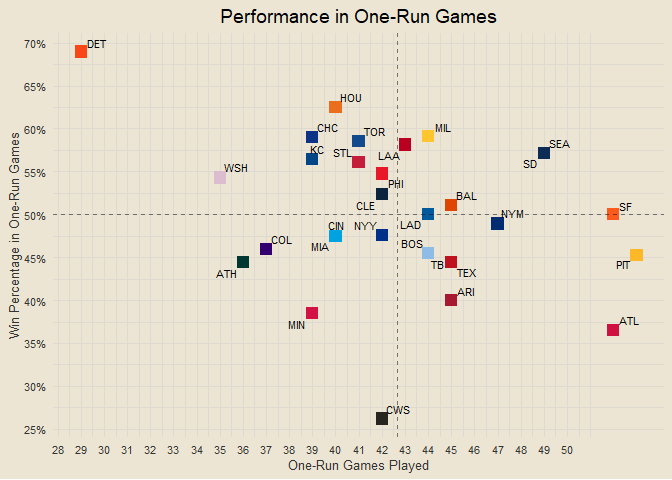 Performance in One-Run Games
70%
DET
65%
HOU
60%
CHC
TOR
MIL
SEA
KC
STL
LAA
SD
55%
WSH
PHI
CLE
BAL
50%
NYM
SF
CIN
NYY
LAD
COL
MIA
BOS
45%
ATH
TB
TEX
PIT
40%
ARI
MIN
ATL
35%
30%
CWS
25%
28 29 33 34 35 36 37 38 39 40 41 42 43 44 45 46 47 48 49 50
Win Percentage in One-Run Games
One-Run Games Played